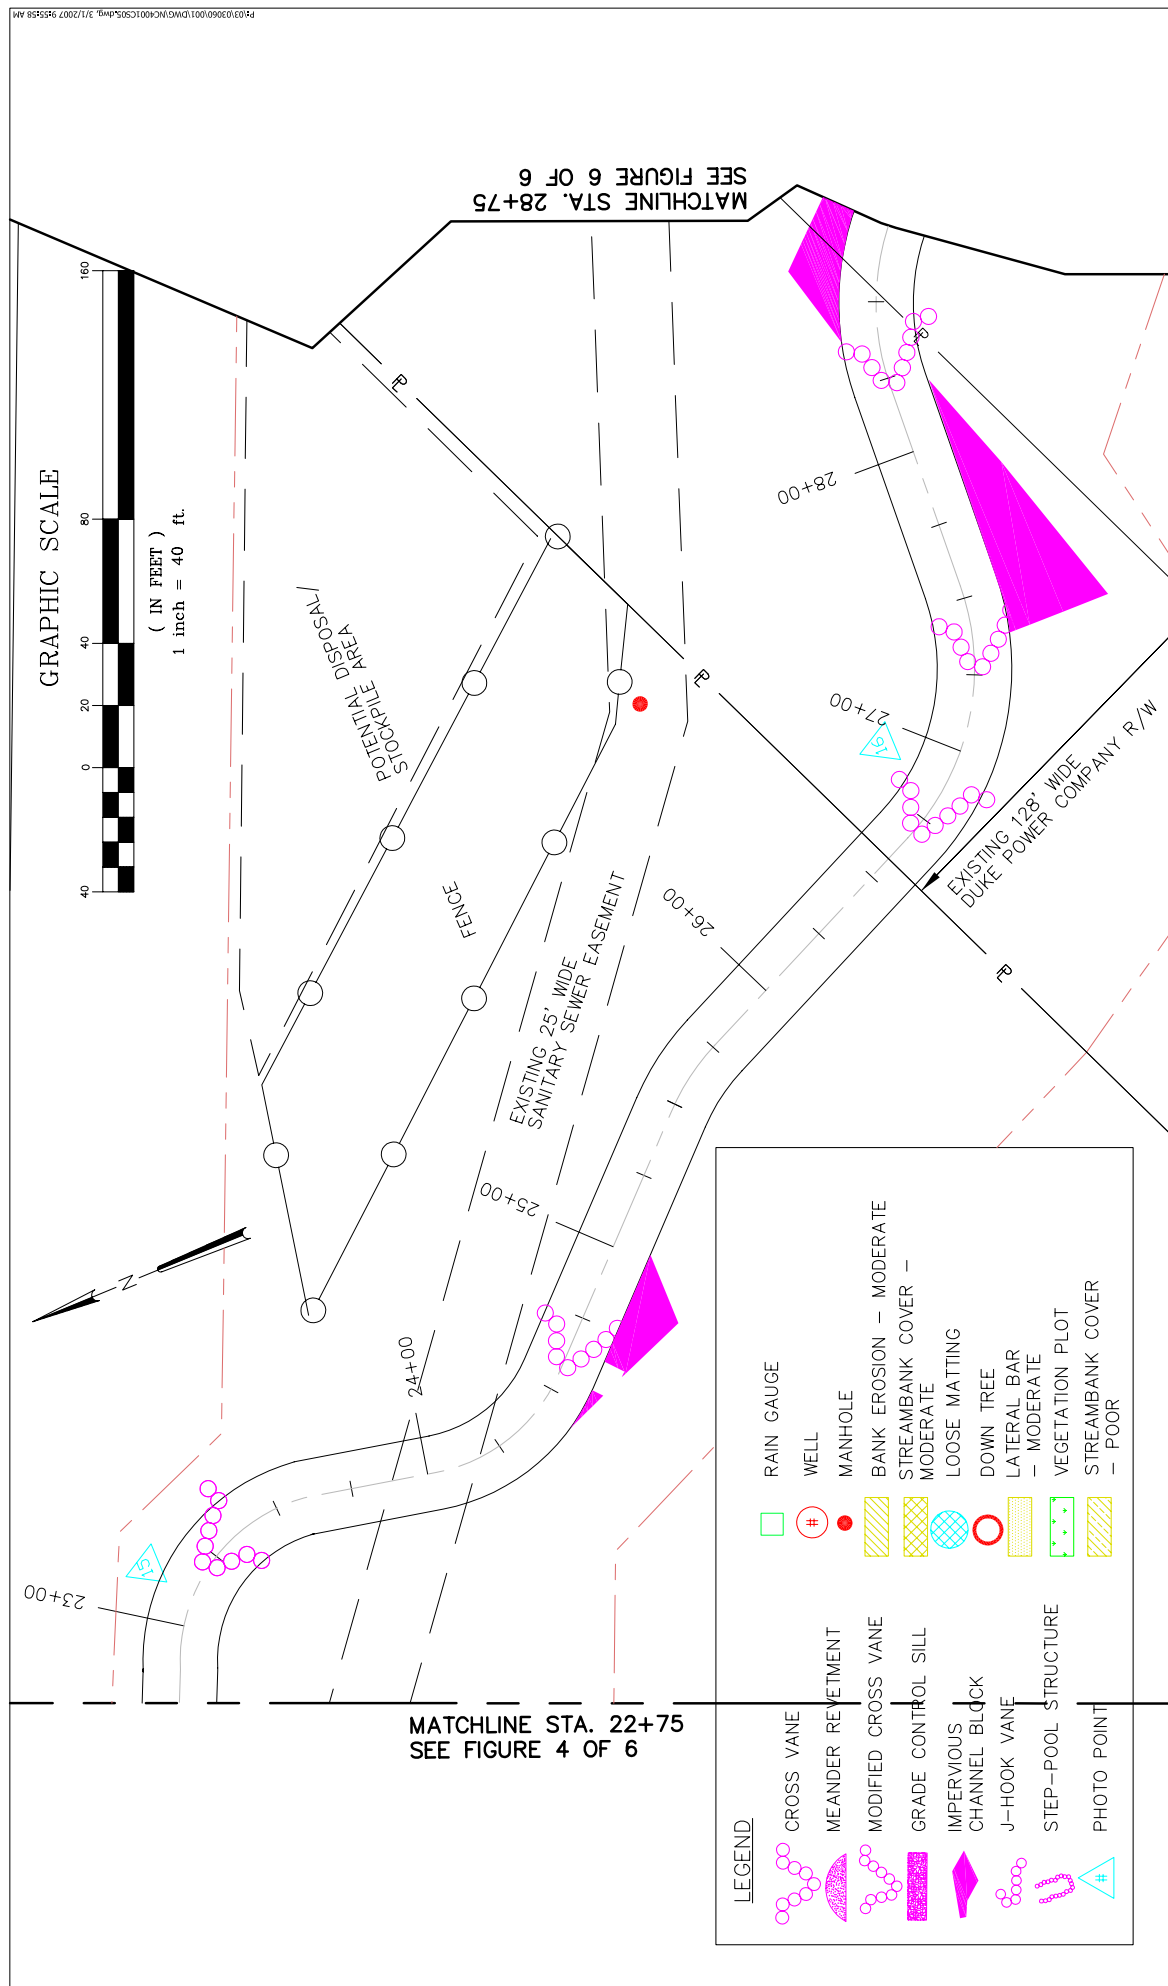 P:\03\03060\001\DWG\NC4001CS05.dwg, 3/1/2007 9:55:58 AM
MATCHLINE STA. 28+75
SEE FIGURE 6 OF 6
GRAPHIC SCALE
40
0
20
40
80
160
( IN FEET )
1 inch = 40 ft.
POTENTIAL DISPOSAL/
STOCKPILE AREA
FENCE
EXISTING 25' WIDE
SANITARY SEWER EASEMENT
EXISTING 128' WIDE
DUKE POWER COMPANY R/W
PL
PL
PL
PL
28+00
27+00
16
26+00
25+00
24+00
N
15
23+00
MATCHLINE STA. 22+75
SEE FIGURE 4 OF 6
LEGEND
CROSS VANE
MEANDER REVETMENT
MODIFIED CROSS VANE
GRADE CONTROL SILL
IMPERVIOUS
CHANNEL BLOCK
J-HOOK VANE
STEP-POOL STRUCTURE
#
PHOTO POINT
RAIN GAUGE
#
WELL
MANHOLE
BANK EROSION - MODERATE
STREAMBANK COVER -
MODERATE
LOOSE MATTING
DOWN TREE
LATERAL BAR
- MODERATE
VEGETATION PLOT
STREAMBANK COVER
- POOR